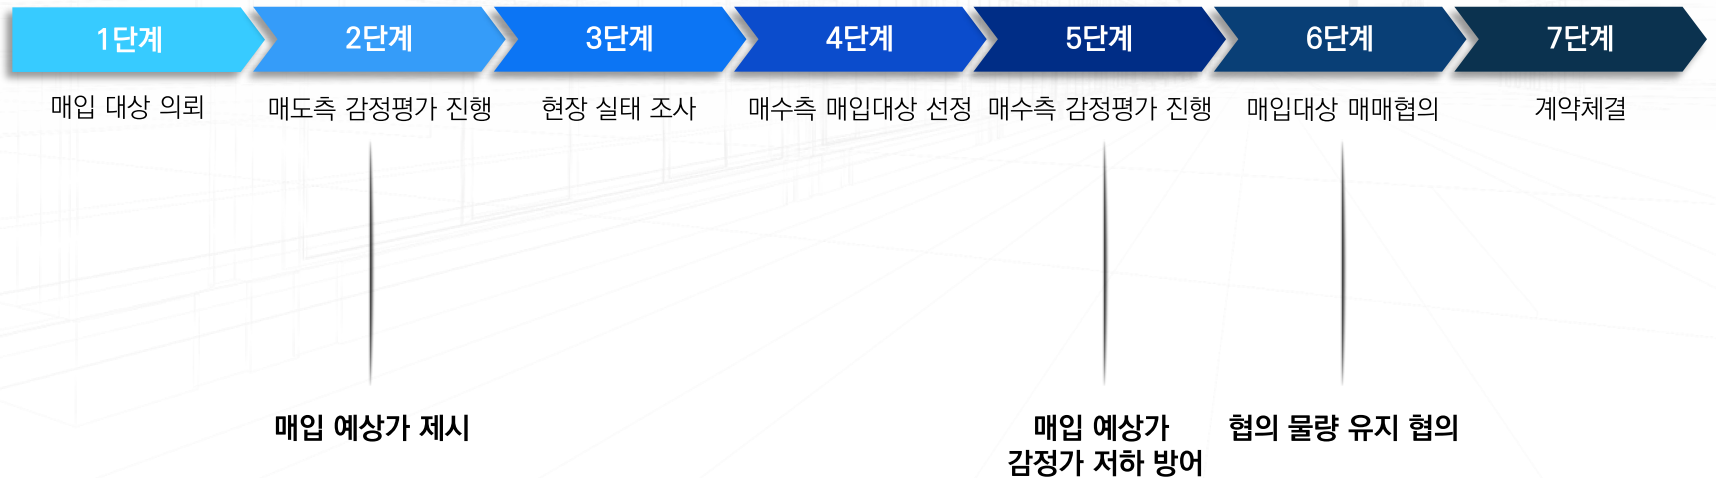 1단계
2단계
3단계
4단계
5단계
6단계
7단계
매입 대상 의뢰
매도측 감정평가 진행
현장 실태 조사
매수측 매입대상 선정
매수측 감정평가 진행
매입대상 매매협의
계약체결
매입 예상가 제시
매입 예상가
감정가 저하 방어
협의 물량 유지 협의